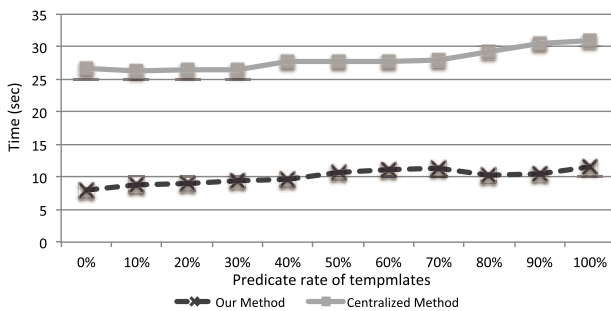 35
30
25
20
15
10
5
0
Time (sec)
0% 10% 20% 30% 40% 50% 60% 70% 80% 90% 100%
Predicate rate of tempmlates
Our Method Centralized Method